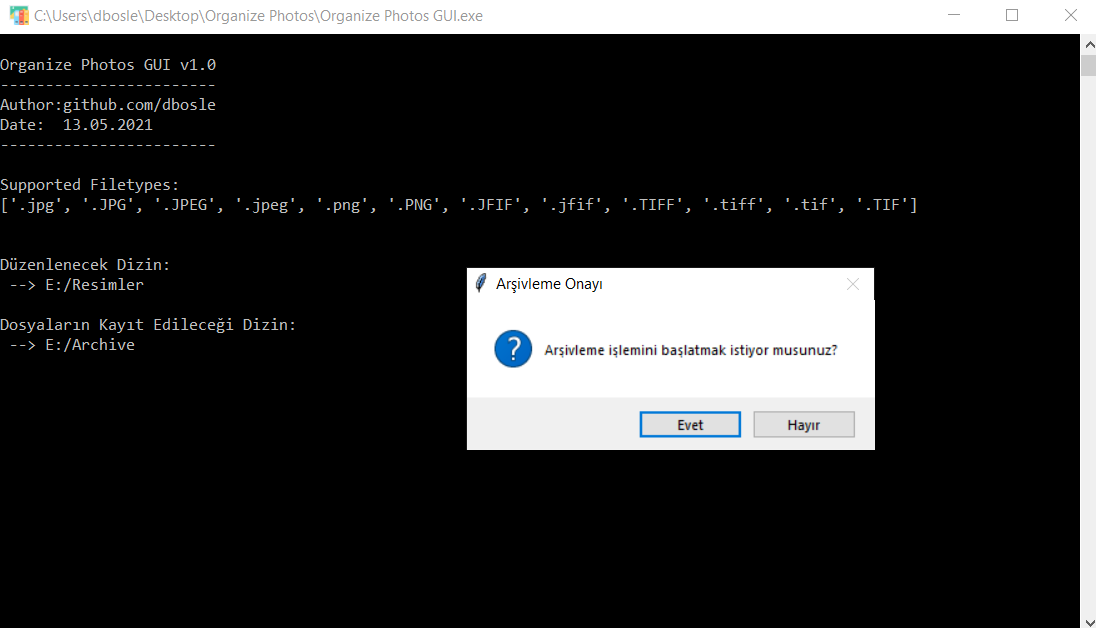 C:\Users\dbosle\Desktop\Organize Photos\Organize Photos GUI.exe
Organize Photos GUI v1.0
------------------------
Author:github.com/dbosle
Date:  13.05.2021
------------------------
Supported Filetypes:
['.jpg', '.JPG', '.JPEG', '.jpeg', '.png', '.PNG', '.JFIF', '.jfif', '.TIFF', '.tiff', '.tif', '.TIF']
Düzenlenecek Dizin:
 --> E:/Resimler
Dosyaların Kayıt Edileceği Dizin:
 --> E:/Archive
Arşivleme Onayı
?
Arşivleme işlemini başlatmak istiyor musunuz?
Evet
Hayır